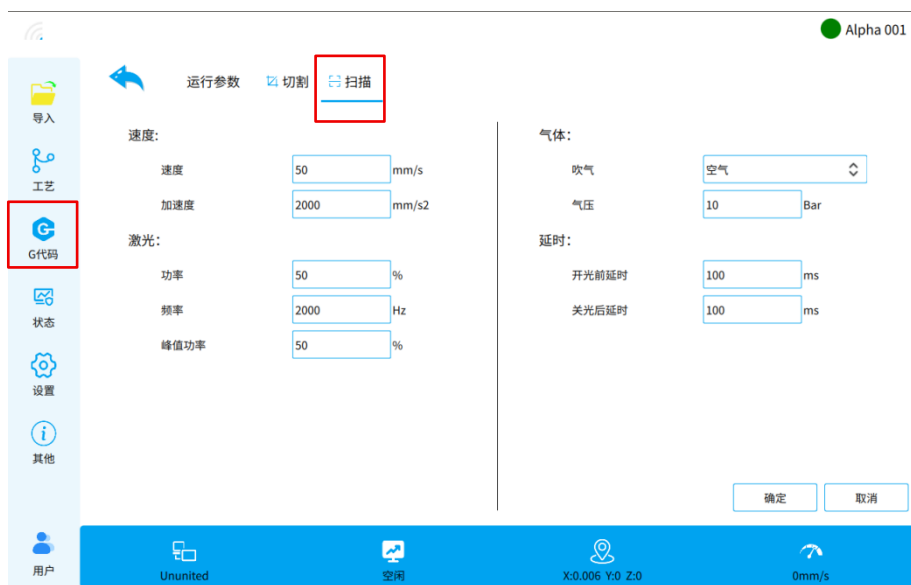 Alpha 001
导入
工艺
G代码
状态
设置
其他
用户
运行参数 切割 扫描
速度:
速度 50 mm/s
加速度 2000 mm/s2
激光:
功率 50 %
频率 2000 Hz
峰值功率 50 %
气体:
吹气 空气
气压 10 Bar
延时:
开光前延时 100 ms
关光后延时 100 ms
确定 取消
Ununited 空闲 X:0.006 Y:0 Z:0 0mm/s